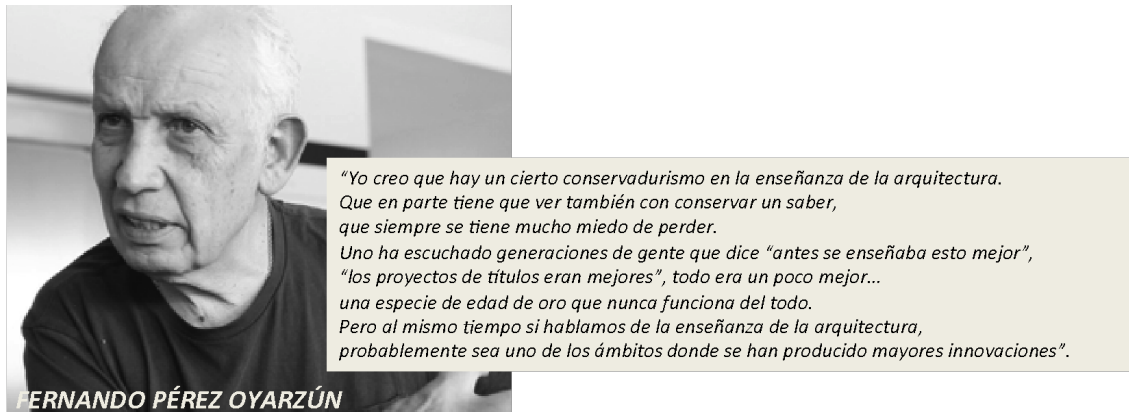 “Yo creo que hay un cierto conservadurismo en la enseñanza de la arquitectura.
Que en parte tiene que ver también con conservar un saber,
que siempre se tiene mucho miedo de perder.
Uno ha escuchado generaciones de gente que dice “antes se enseñaba esto mejor”,
“los proyectos de títulos eran mejores”, todo era un poco mejor...
una especie de edad de oro que nunca funciona del todo.
Pero al mismo tiempo si hablamos de la enseñanza de la arquitectura,
probablemente sea uno de los ámbitos donde se han producido mayores innovaciones”.
FERNANDO PÉREZ OYARZÚN